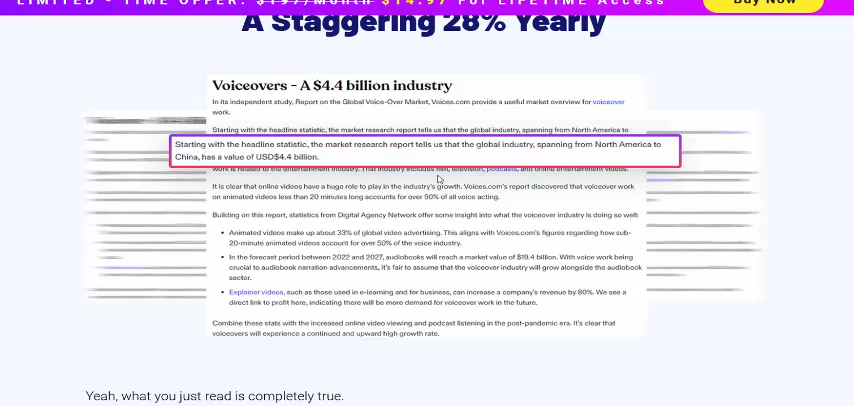 LIMITED - TIME OFFER: $197/Month $14.97 For LIFETIME Access
Buy Now
A Staggering 28% Yearly
Voiceovers – A $4.4 billion industry
In its independent study, Report on the Global Voice-Over Market, Voices.com provide a useful market overview for voiceover
work.
Starting with the headline statistic, the market research report tells us that the global industry, spanning from North America to
Starting with the headline statistic, the market research report tells us that the global industry, spanning from North America to
China, has a value of USD$4.4 billion.
work is related to the entertainment industry. That industry includes film, television, podcasts, and online entertainment videos.
It is clear that online videos have a huge role to play in the industry's growth. Voices.com's report discovered that voiceover work
on animated videos less than 20 minutes long accounts for over 50% of all voice acting.
Building on this report, statistics from Digital Agency Network offer some insight into what the voiceover industry is doing so well:
• Animated videos make up about 33% of global video advertising. This aligns with Voices.com's figures regarding how sub-
20-minute animated videos account for over 50% of the voice industry.
• In the forecast period between 2022 and 2027, audiobooks will reach a market value of $19.4 billion. With voice work being
crucial to audiobook narration advancements, it's fair to assume that the voiceover industry will grow alongside the audiobook
sector.
• Explainer videos, such as those used in e-learning and for business, can increase a company's revenue by 80%. We see a
direct link to profit here, indicating there will be more demand for voiceover work in the future.
Combine these stats with the increased online video viewing and podcast listening in the post-pandemic era. It's clear that
voiceovers will experience a continued and upward high growth rate.
Yeah, what you just read is completely true.